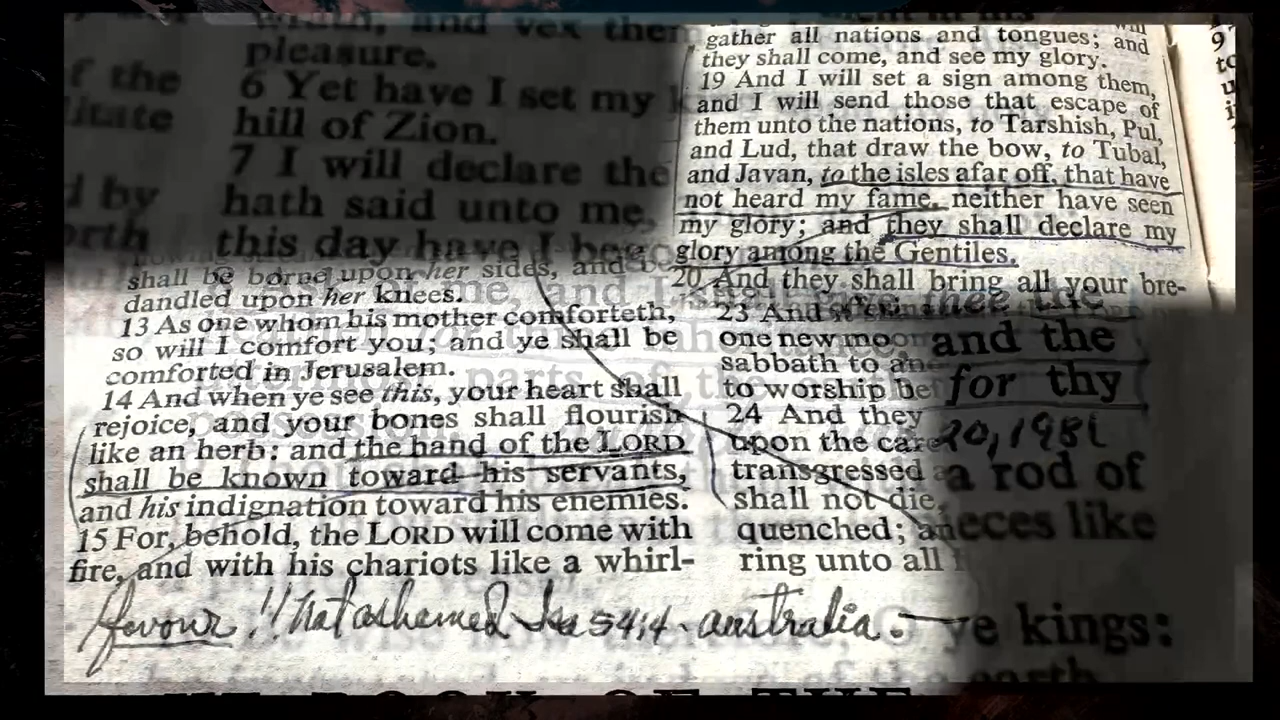 and vex them
pleasure.
f the
6 Yet have I set my
hill of Zion.
7 I will declare the
d by
hath said unto me,
this day have I
gather all nations and tongues; and
they shall come, and see my glory.
19 And I will set a sign among them,
and I will send those that escape of
them unto the nations, to Tarshish, Pul,
and Lud, that draw the bow, to Tubal,
and Javan, to the isles afar off, that have
not heard my fame, neither have seen
my glory; and they shall declare my
glory among the Gentiles.
20 And they shall bring all your bre-
shall be borne upon her sides, and be
dandled upon her knees.
13 As one whom his mother comforteth,
so will I comfort you; and ye shall be
comforted in Jerusalem.
14 And when ye see this, your heart shall
rejoice, and your bones shall flourish
like an herb: and the hand of the LORD
shall be known toward his servants,
and his indignation toward his enemies.
15 For, behold, the LORD will come with
fire, and with his chariots like a whirl-
23 And
one new moon
sabbath to
to worship
24 And they
upon the
transgressed
shall not die,
quenched;
ring unto all
thee the
and the
for thy
20, 1981
a rod of
like
ye kings:
favour!! not ashamed Isa 54:4. australia.